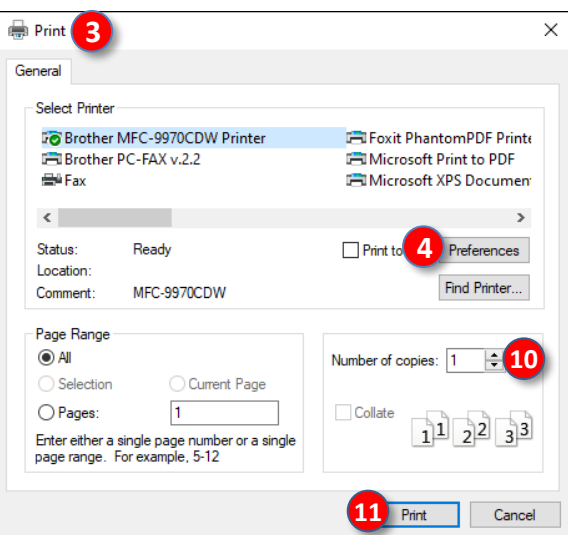 Print 3
General
Select Printer
Brother MFC-9970CDW Printer
Foxit PhantomPDF Printe
Brother PC-FAX v.2.2
Microsoft Print to PDF
Fax
Microsoft XPS Documen
Status: Ready
Print to 4 Preferences
Location:
Comment: MFC-9970CDW
Find Printer...
Page Range
All
Number of copies: 1 10
Selection Current Page
Pages: 1
Collate
1 1 2 2 3 3
Enter either a single page number or a single
page range. For example, 5-12
11 Print Cancel